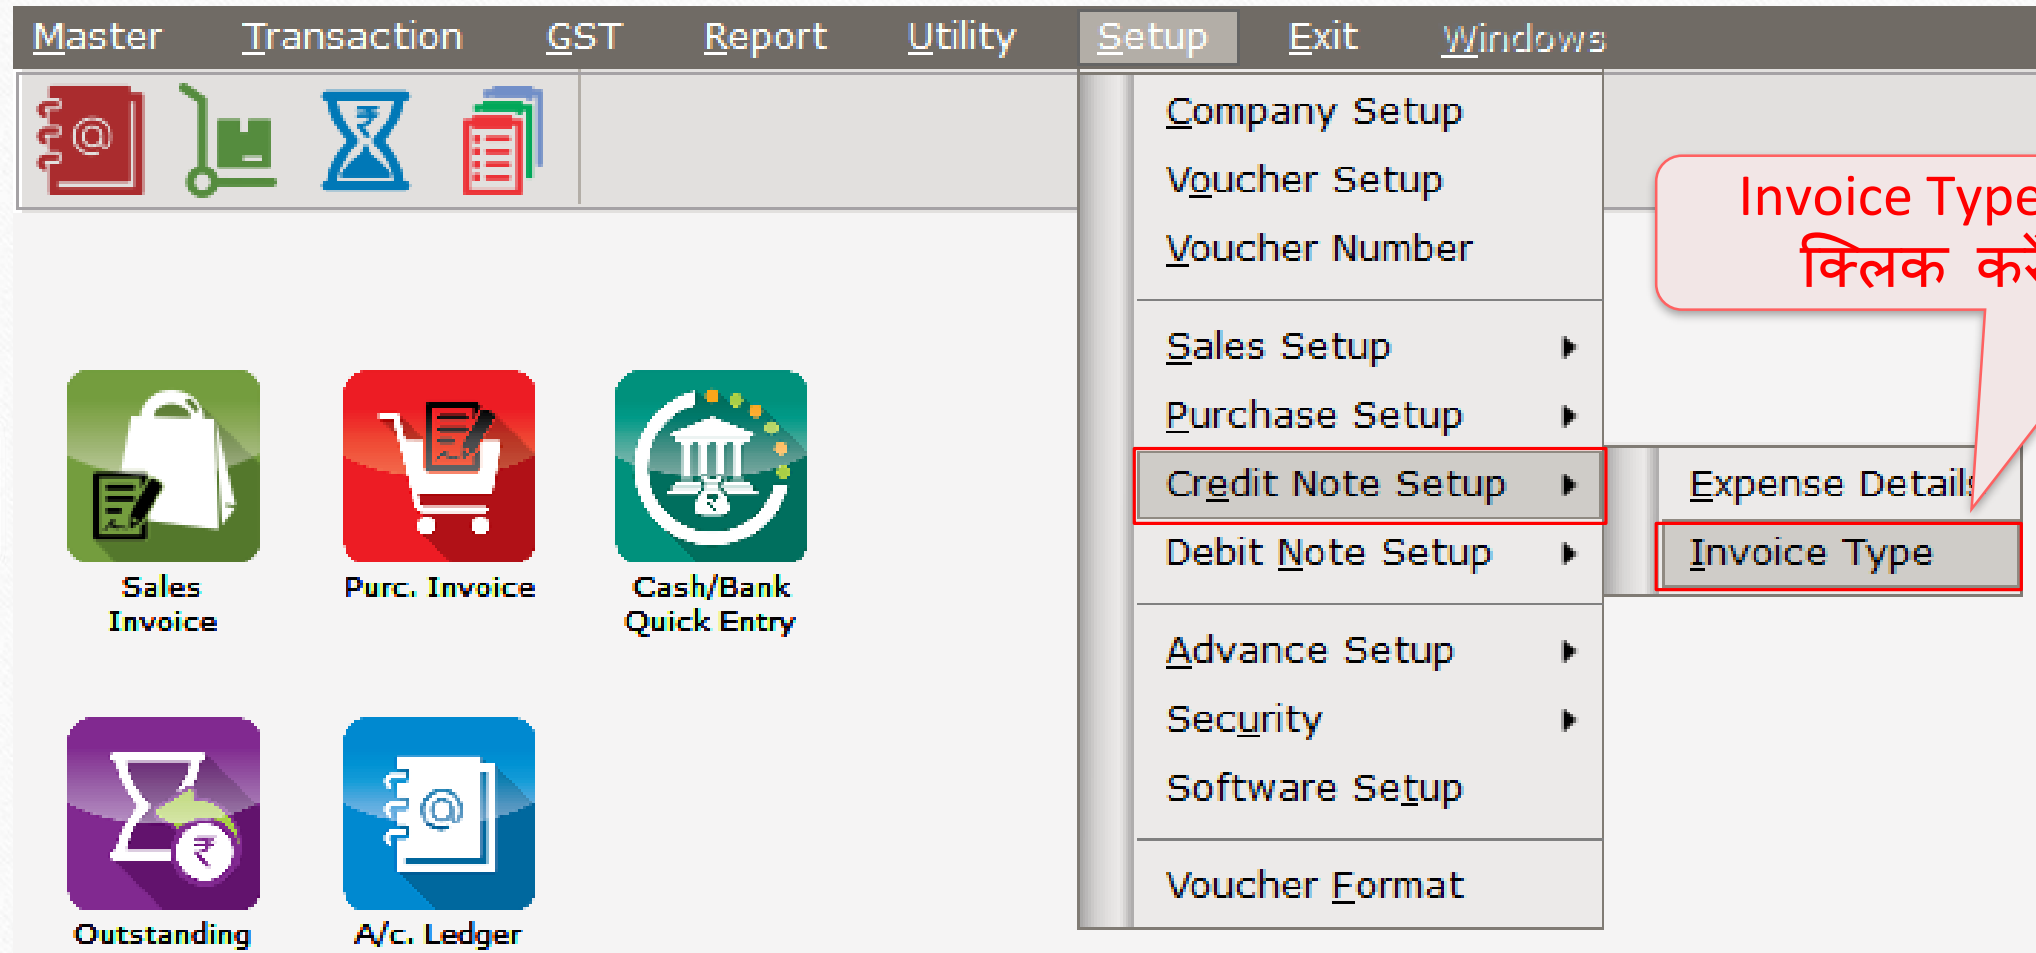 Master Transaction GST Report Utility Setup Exit Windows
Company Setup
Voucher Setup
Voucher Number
Sales Setup
Purchase Setup
Credit Note Setup
Debit Note Setup
Advance Setup
Security
Software Setup
Voucher Format
Invoice Type
क्लिक करें
Expense Details
Invoice Type
Sales
Invoice
Purc. Invoice
Cash/Bank
Quick Entry
Outstanding
A/c. Ledger